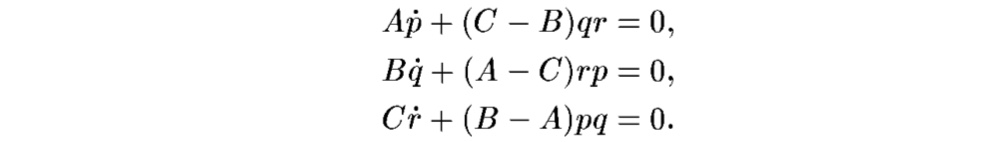 Aṗ + (C − B)qr = 0,
Bq̇ + (A − C)rp = 0,
Cṙ + (B − A)pq = 0.